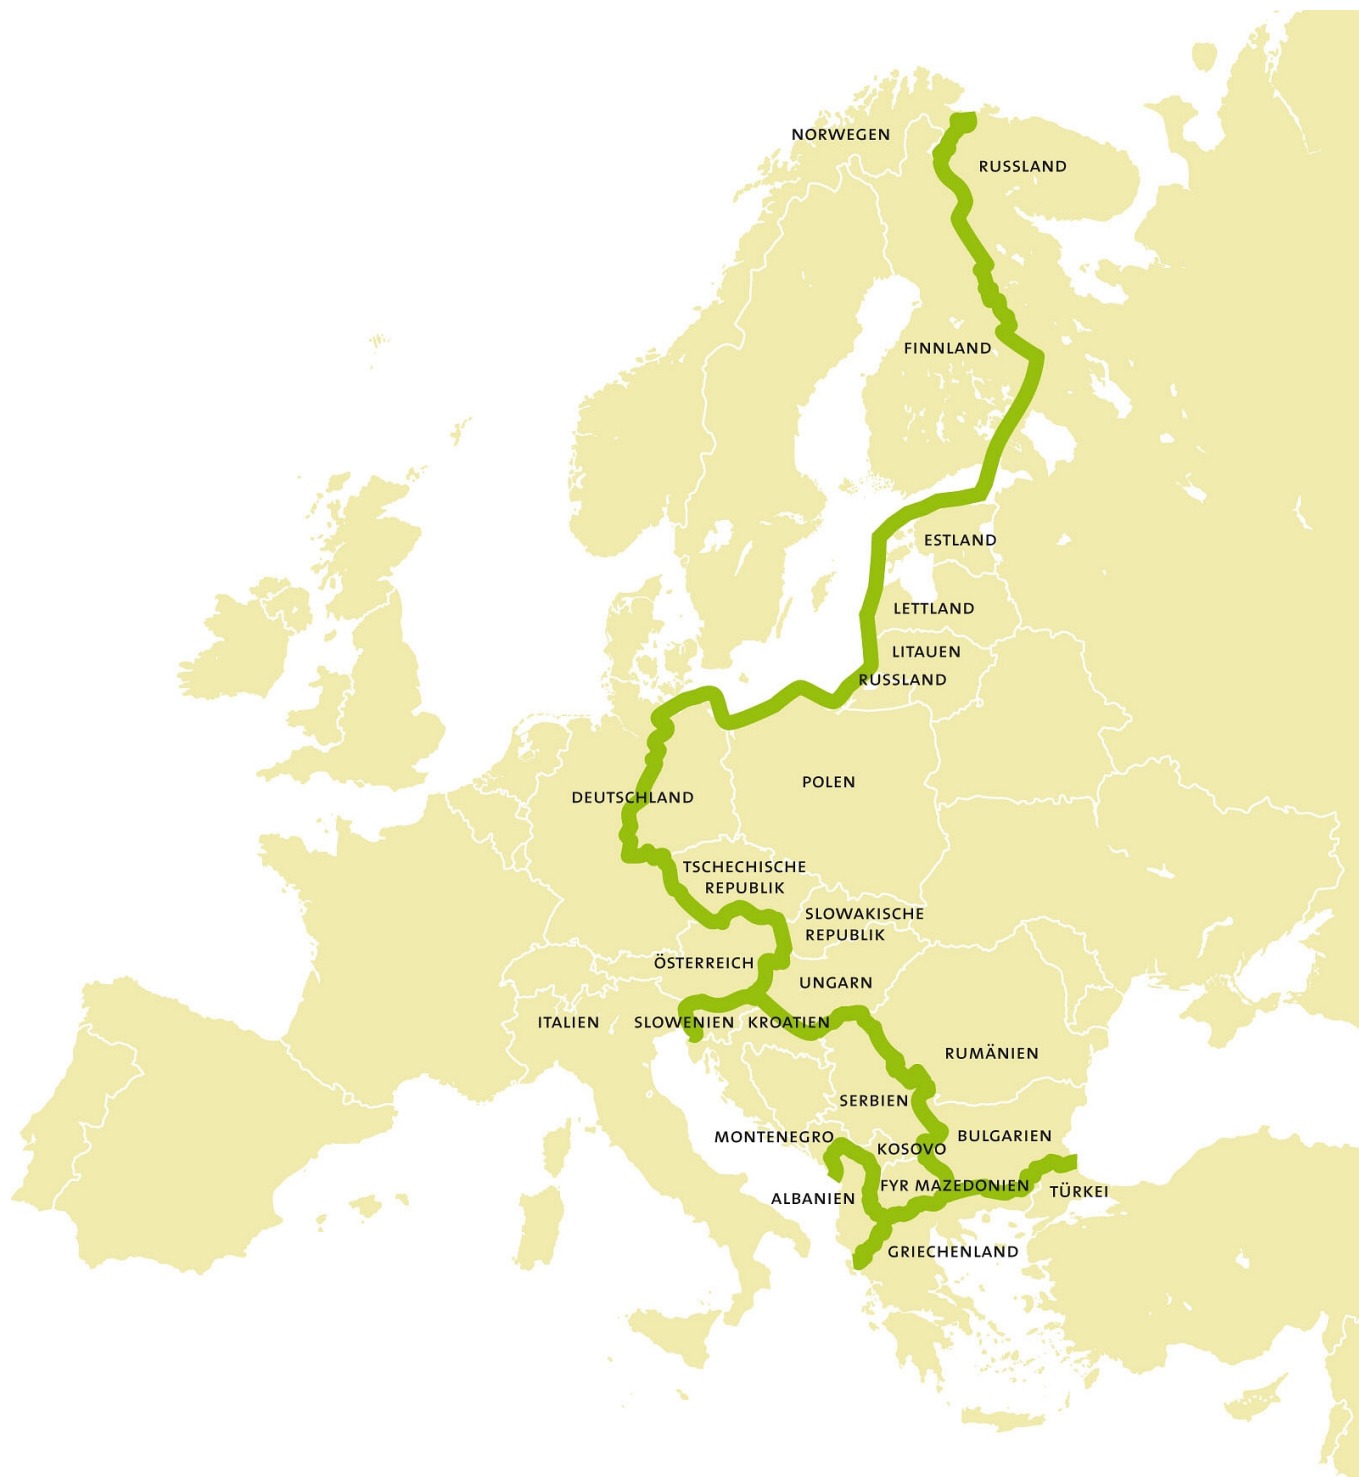 NORWEGEN
RUSSLAND
FINNLAND
ESTLAND
LETTLAND
LITAUEN
RUSSLAND
POLEN
DEUTSCHLAND
TSCHECHISCHE
REPUBLIK
SLOWAKISCHE
REPUBLIK
ÖSTERREICH
UNGARN
ITALIEN
SLOWENIEN
KROATIEN
RUMÄNIEN
SERBIEN
MONTENEGRO
KOSOVO
BULGARIEN
ALBANIEN
FYR MAZEDONIEN
TÜRKEI
GRIECHENLAND